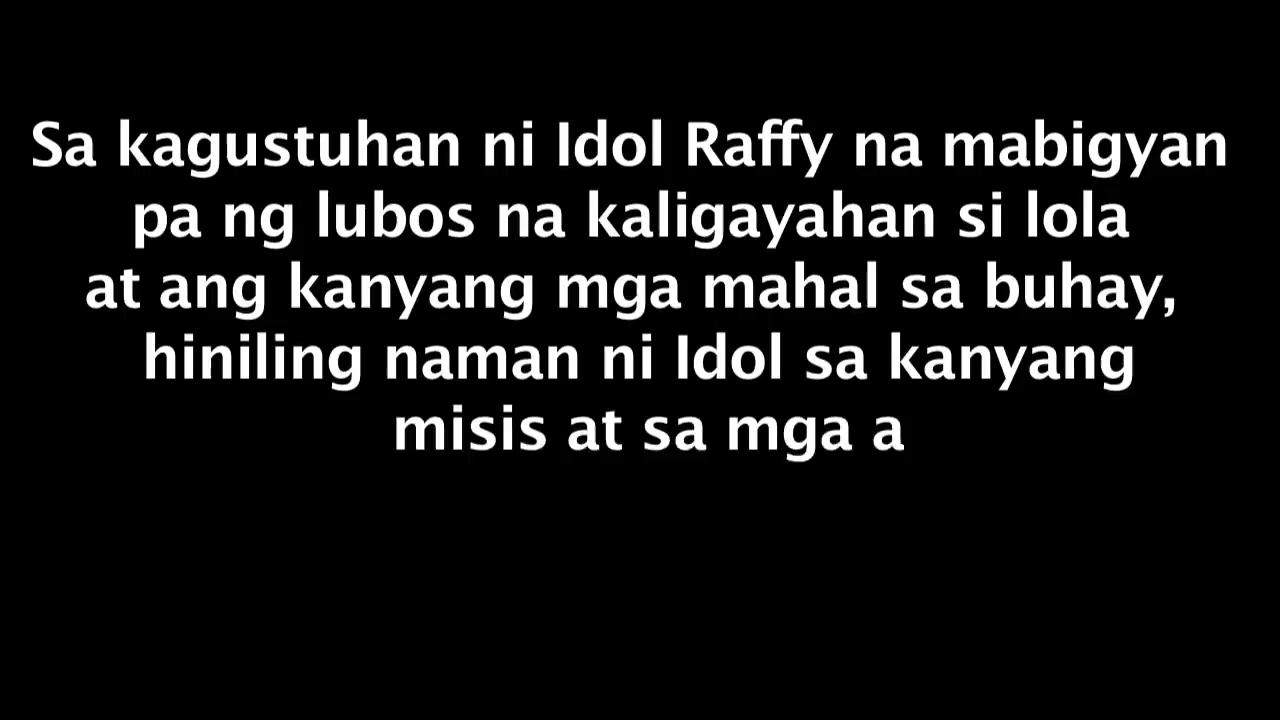 Sa kagustuhan ni Idol Raffy na mabigyan
pa ng lubos na kaligayahan si lola
at ang kanyang mga mahal sa buhay,
hiniling naman ni Idol sa kanyang
misis at sa mga a